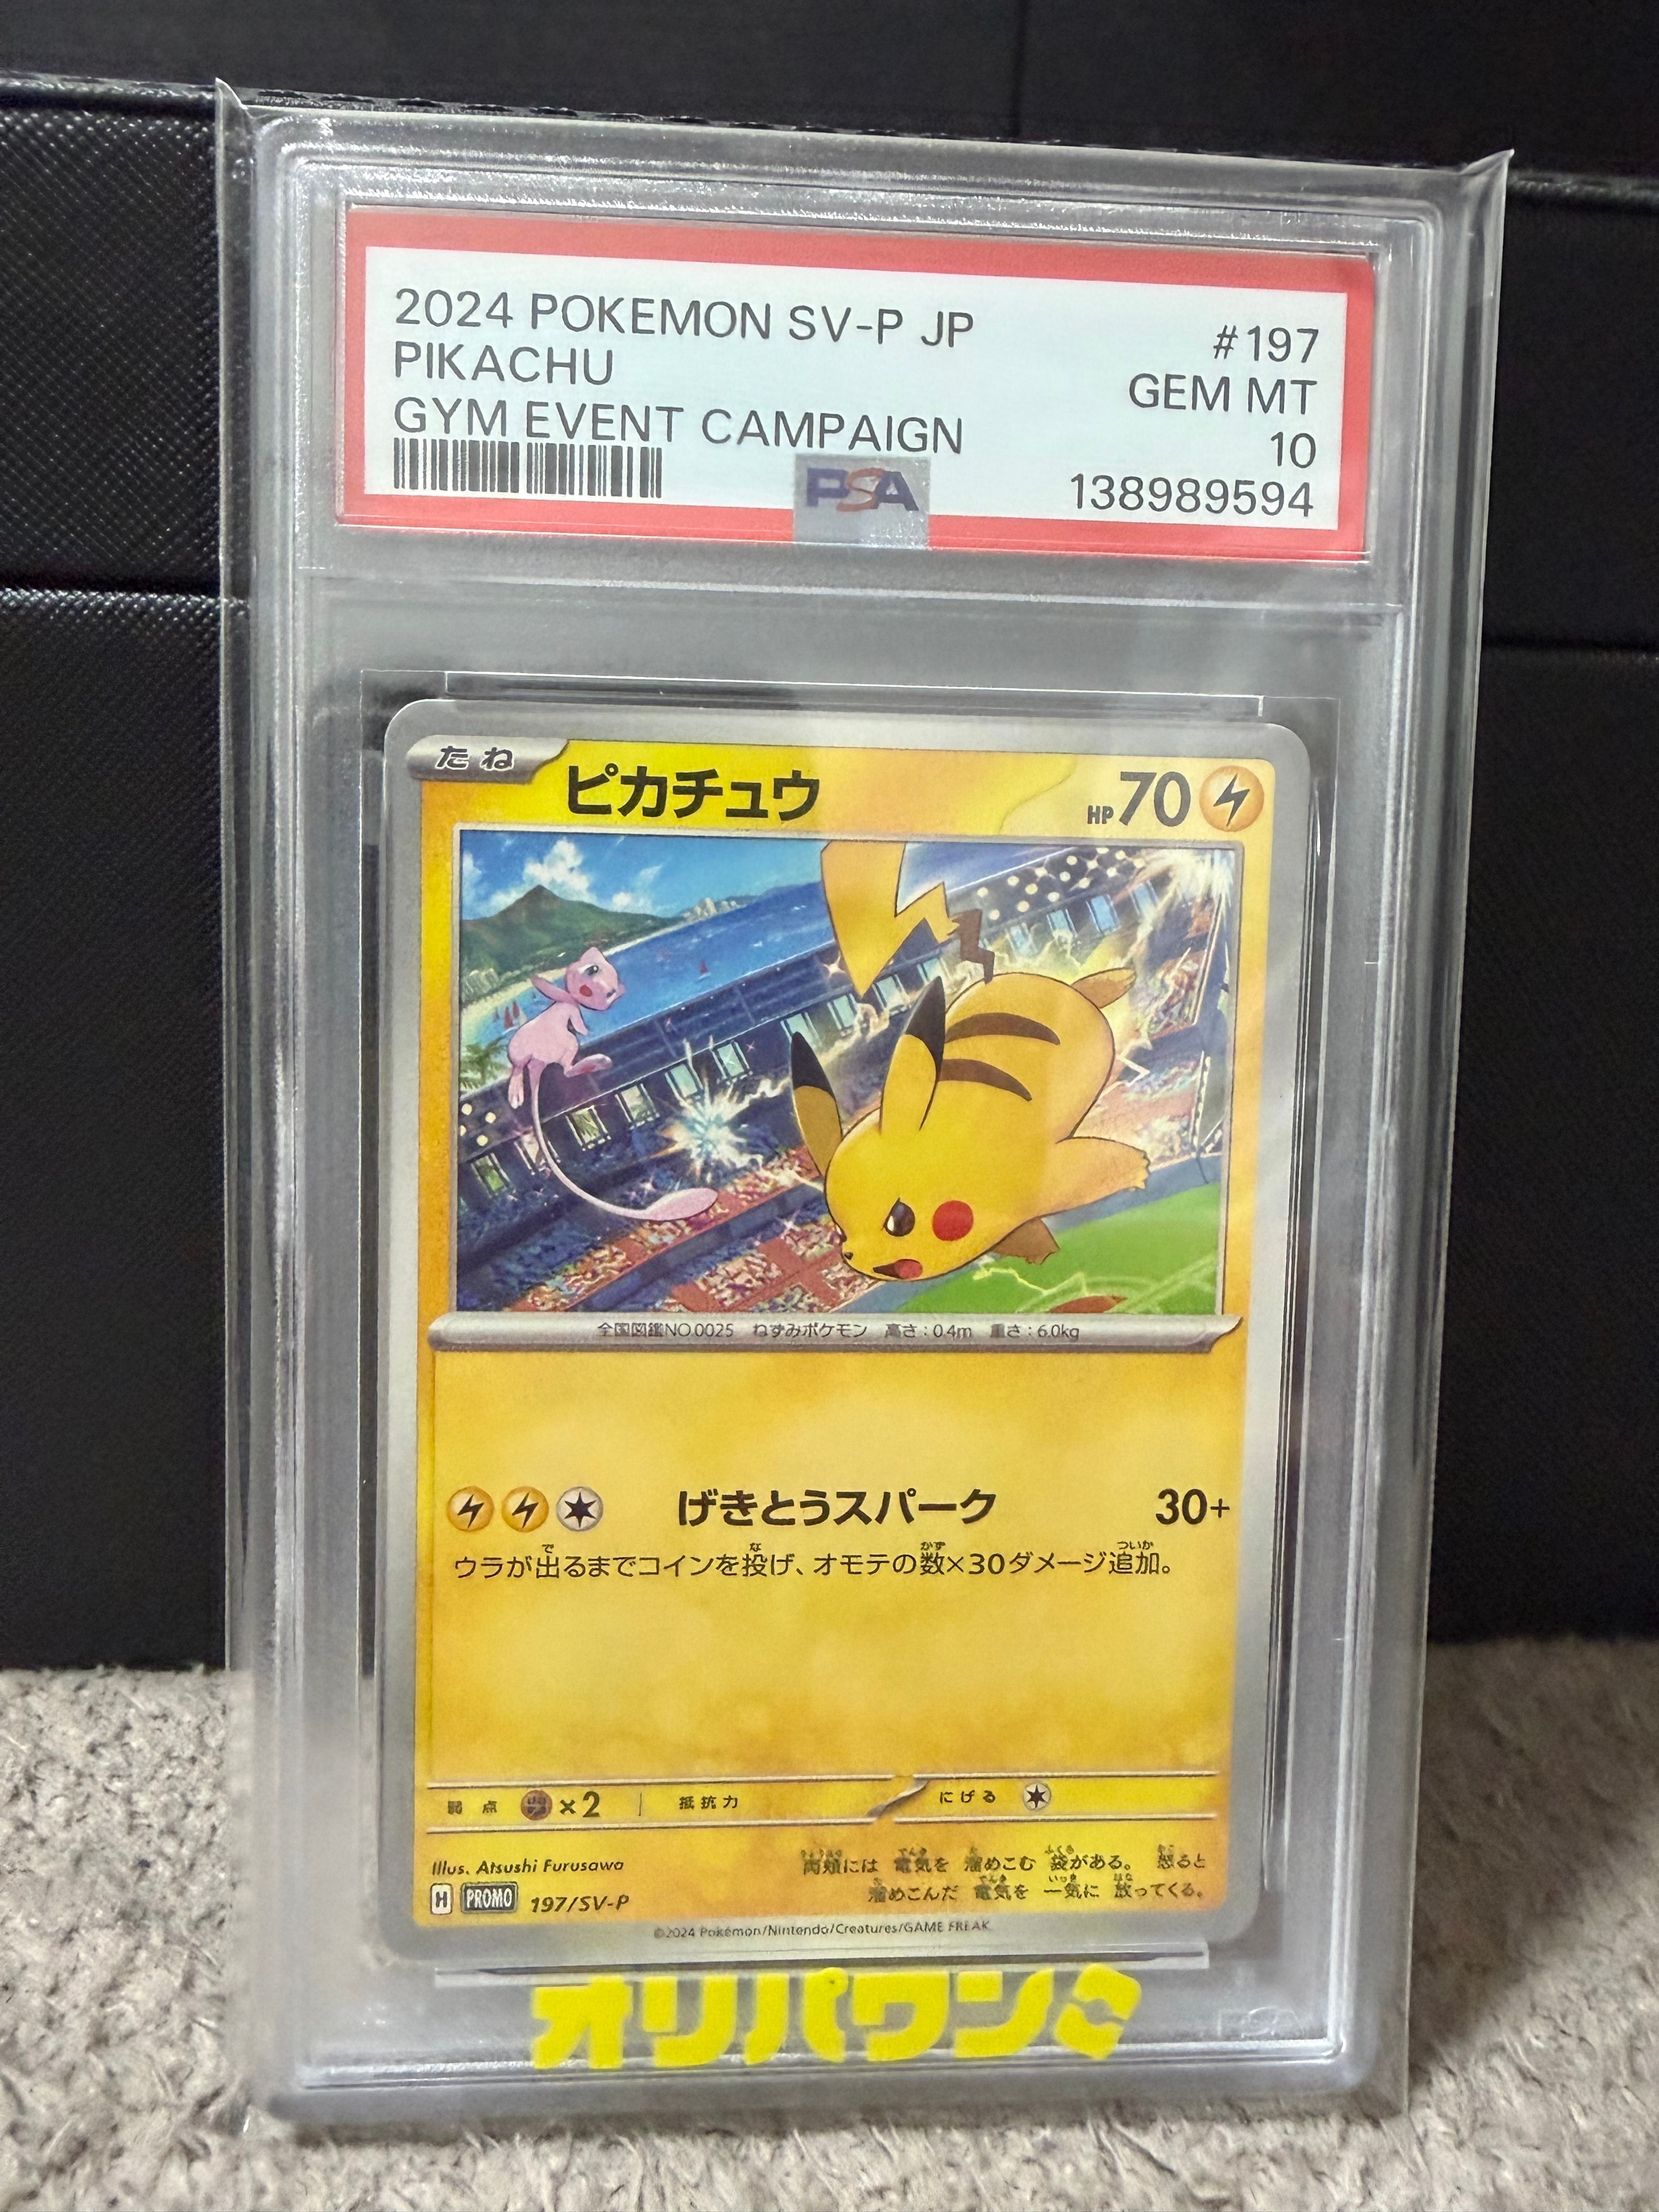 2024 POKEMON SV-P JP
#197
PIKACHU
GEM MT
GYM EVENT CAMPAIGN
10
PSA
138989594
たね
ピカチュウ
HP70
全国図鑑NO.0025 ねずみポケモン 高さ:0.4m 重さ:6.0kg
げきとうスパーク 30+
ウラが出るまでコインを投げ、オモテの数×30ダメージ追加。
弱点 ×2 抵抗力 にげる
Illus. Atsushi Furusawa
両頬には 電気を 溜めこむ 袋がある。 怒ると
溜めこんだ 電気を 一気に 放ってくる。
H PROMO 197/SV-P
©2024 Pokémon/Nintendo/Creatures/GAME FREAK
オリパワン